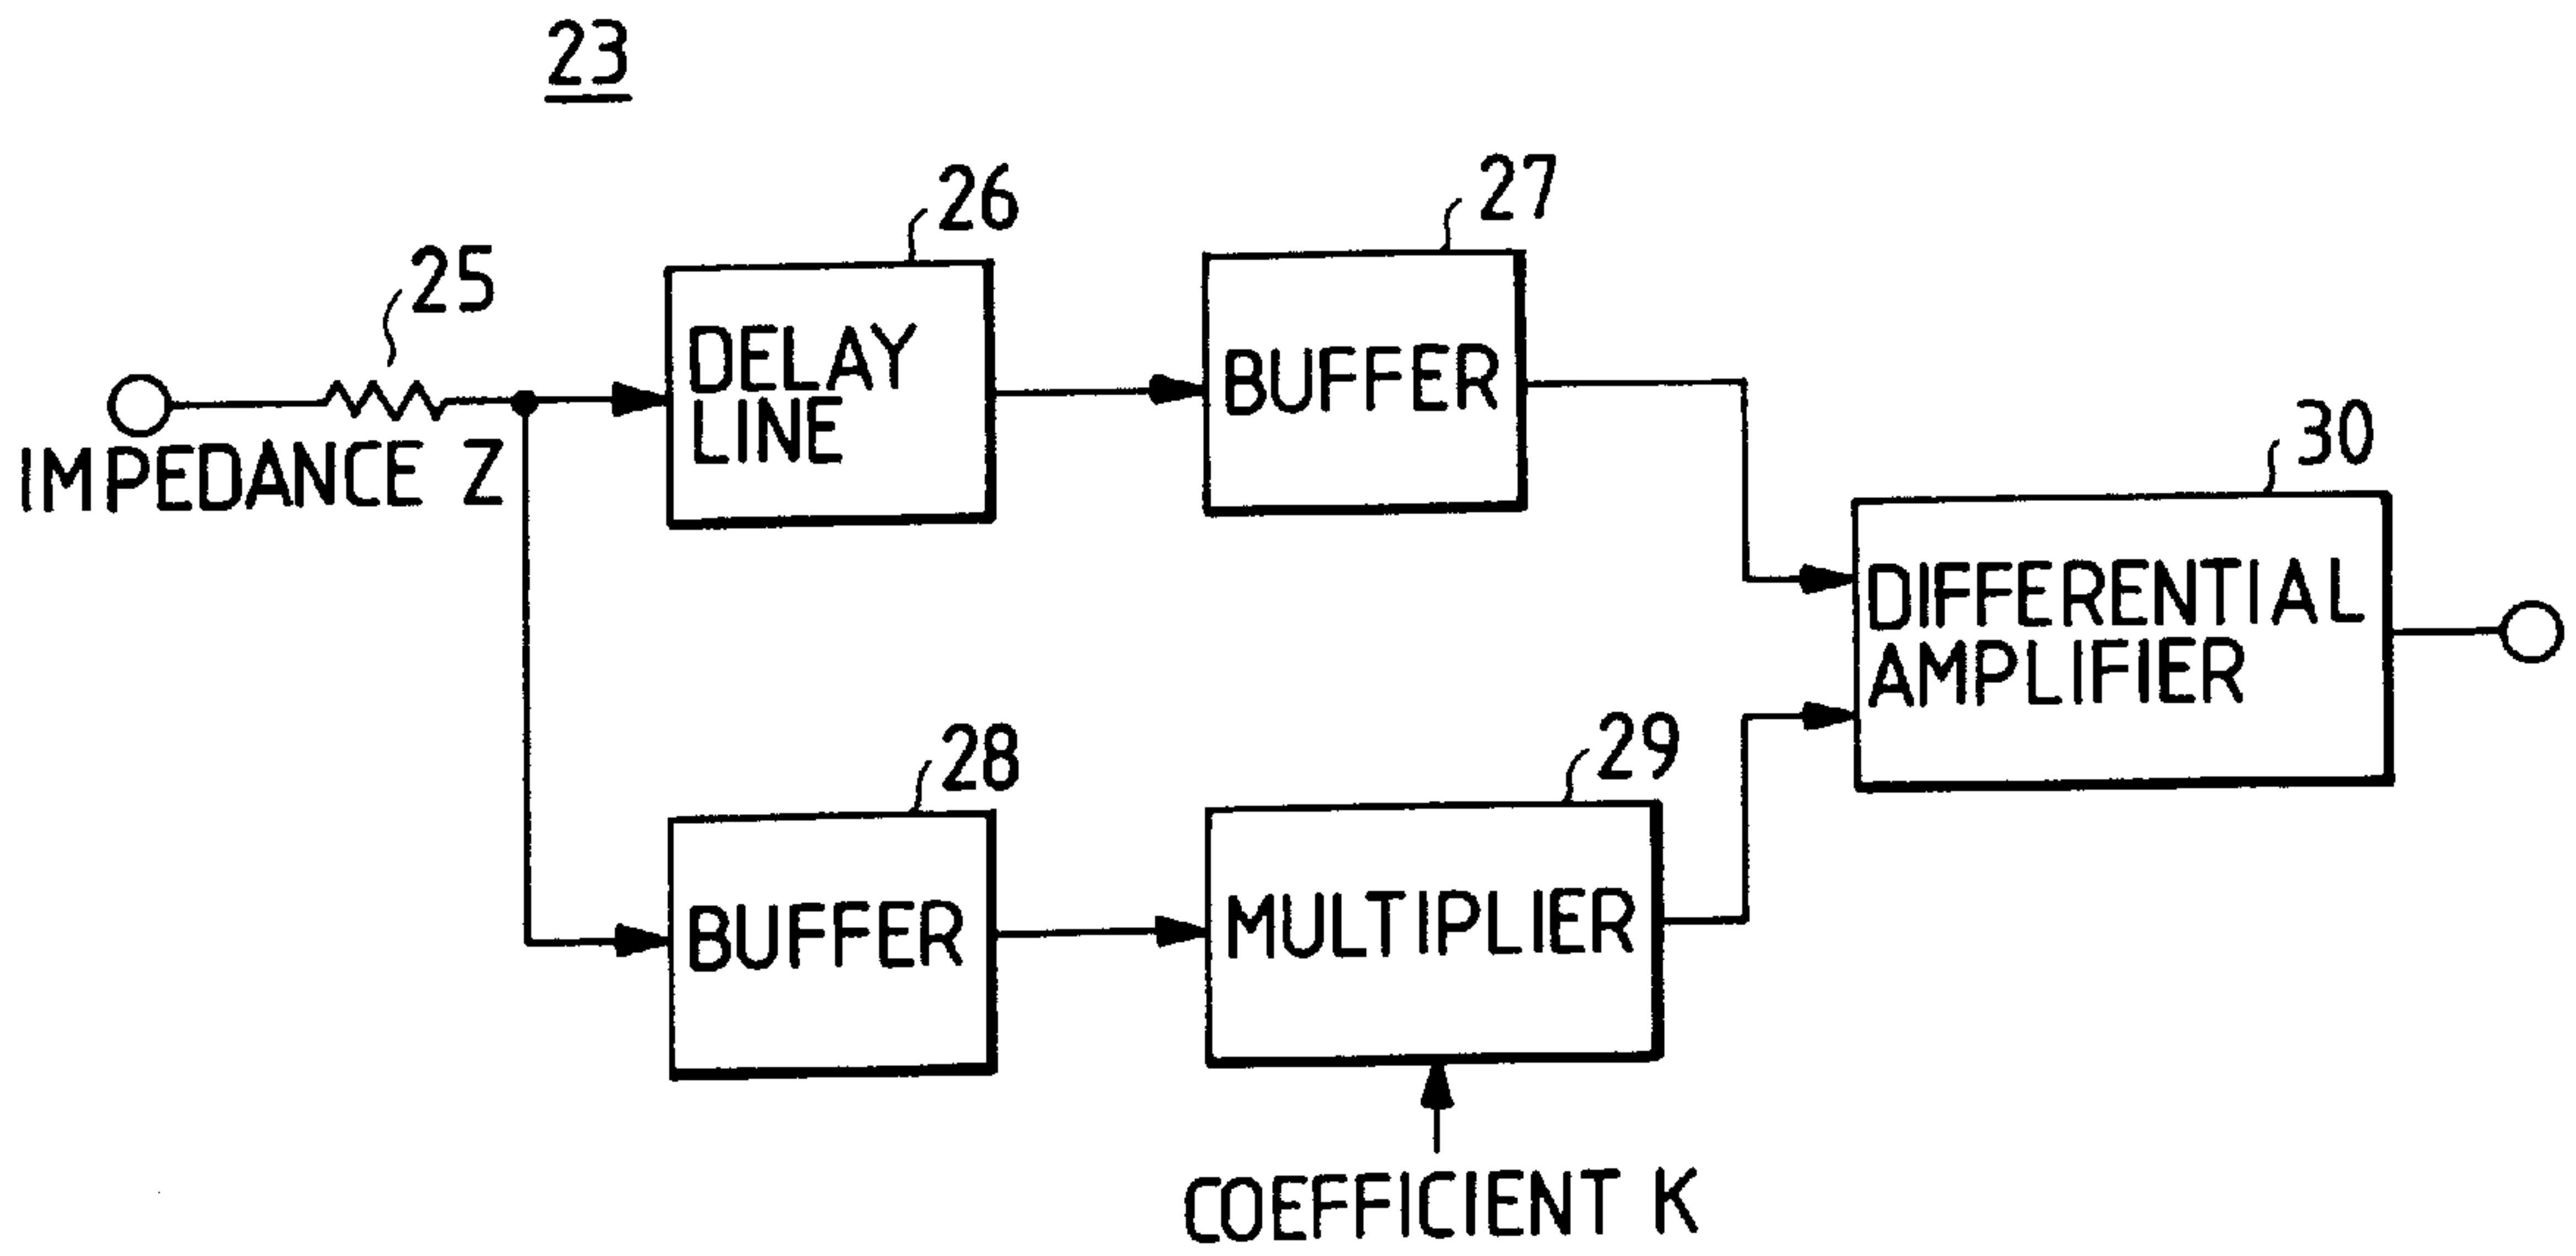 23
25
26
27
IMPEDANCE Z
DELAY
LINE
BUFFER
30
DIFFERENTIAL
AMPLIFIER
28
29
BUFFER
MULTIPLIER
COEFFICIENT K